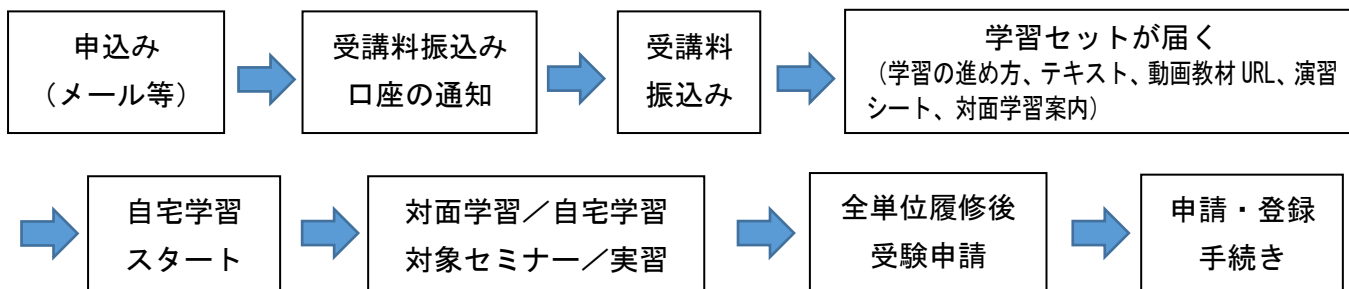 申込み
（メール等）
受講料振込み
口座の通知
受講料
振込み
学習セットが届く
（学習の進め方、テキスト、動画教材 URL、演習
シート、対面学習案内）
自宅学習
スタート
対面学習／自宅学習
対象セミナー／実習
全単位履修後
受験申請
申請・登録
手続き